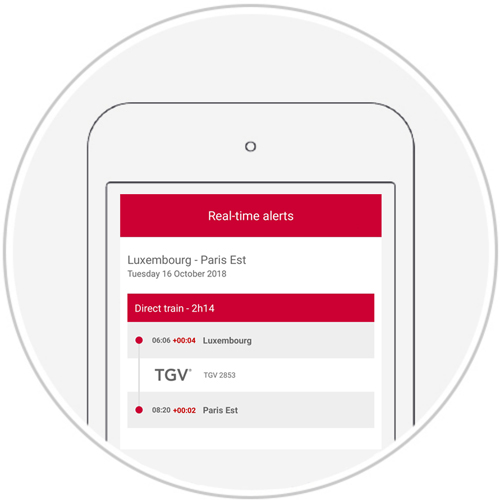 Real-time alerts
Luxembourg - Paris Est
Tuesday 16 October 2018
Direct train - 2h14
06:06 +00:04 Luxembourg
TGV® TGV 2853
08:20 +00:02 Paris Est